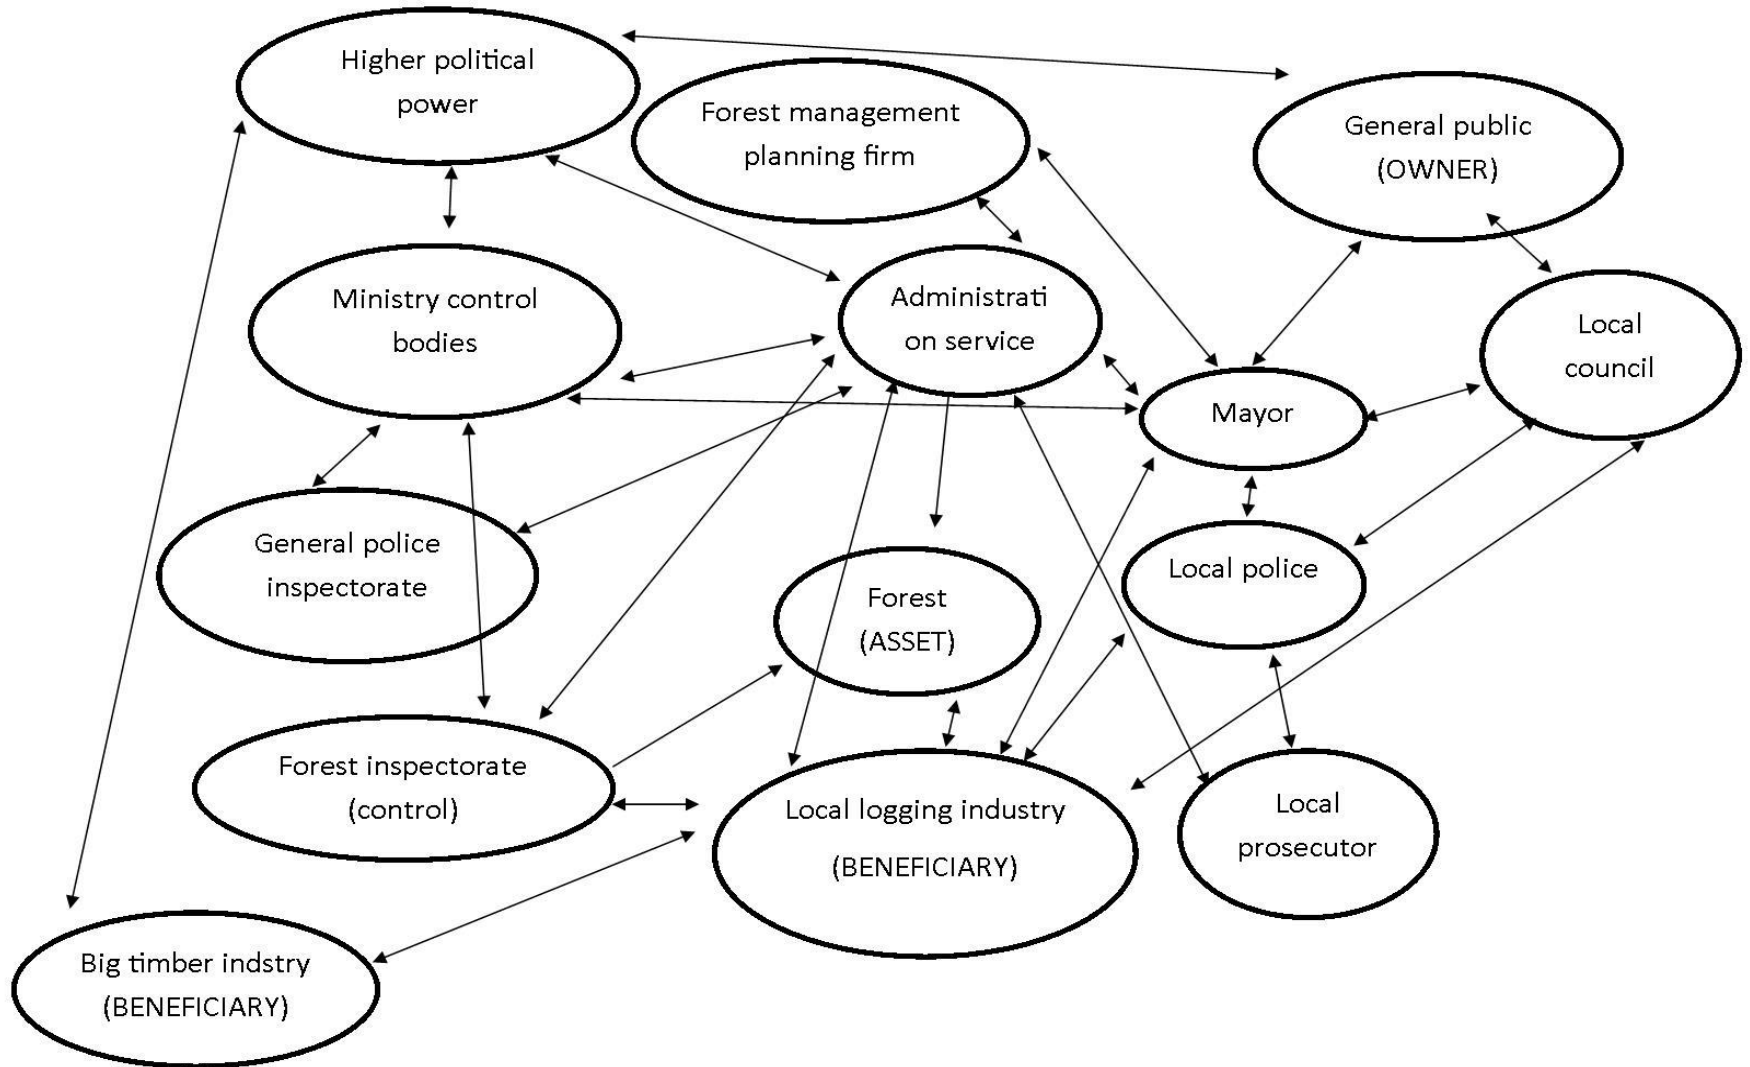 Higher political
power
Forest management
planning firm
General public
(OWNER)
Ministry control
bodies
Administrati
on service
Local
council
Mayor
General police
inspectorate
Local police
Forest
(ASSET)
Forest inspectorate
(control)
Local logging industry
(BENEFICIARY)
Local
prosecutor
Big timber indstry
(BENEFICIARY)